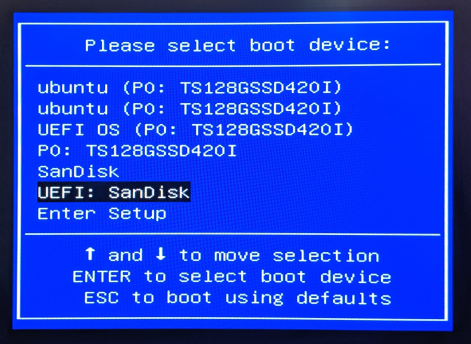 Please select boot device:
ubuntu (P0: TS128GSSD420I)
ubuntu (P0: TS128GSSD420I)
UEFI OS (P0: TS128GSSD420I)
P0: TS128GSSD420I
SanDisk
UEFI: SanDisk
Enter Setup
↑ and ↓ to move selection
ENTER to select boot device
ESC to boot using defaults